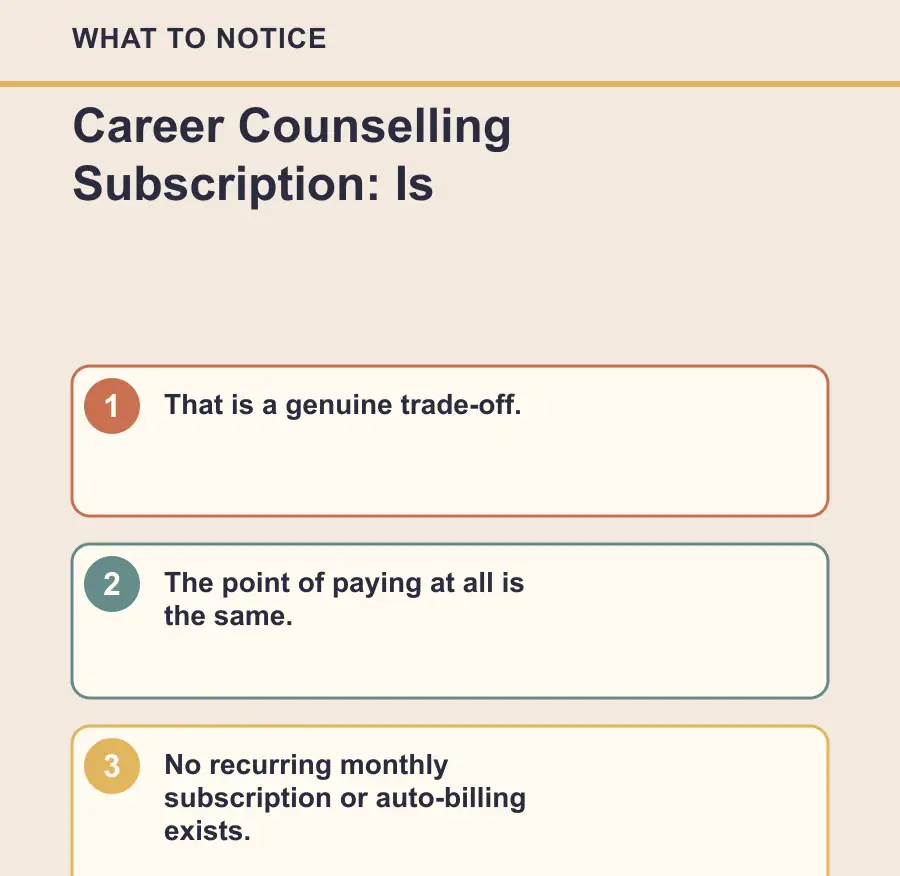 WHAT TO NOTICE
Career Counselling
Subscription: Is
1
That is a genuine trade-off.
2
The point of paying at all is
the same.
3
No recurring monthly
subscription or auto-billing
exists.